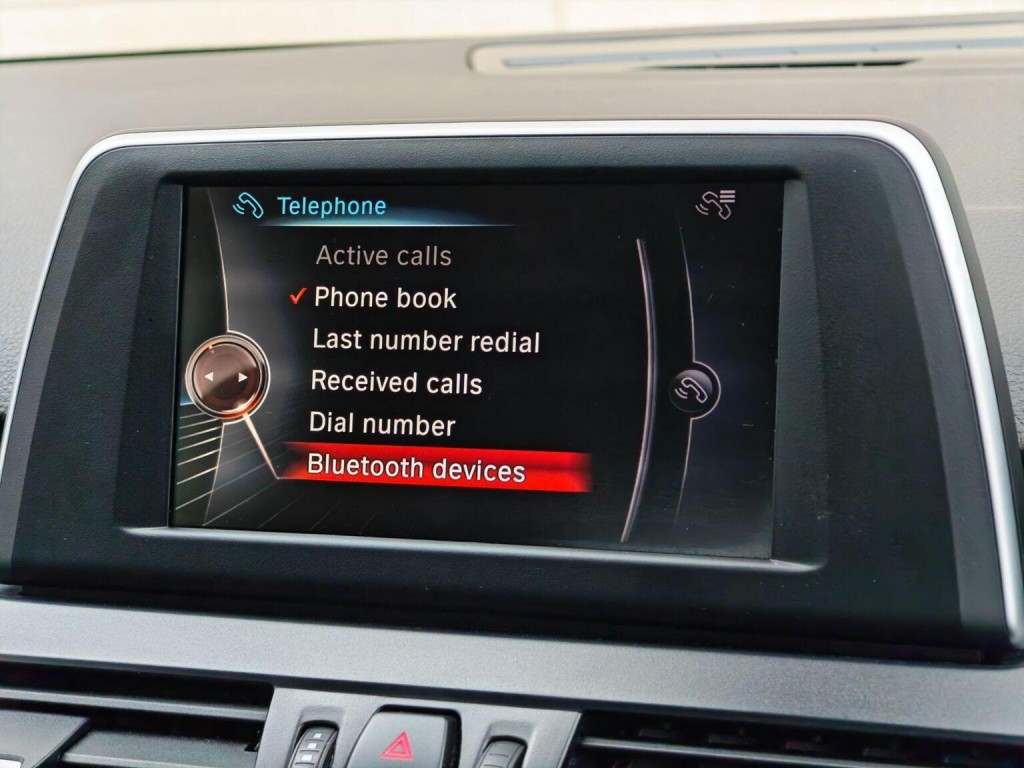 Telephone
Active calls
Phone book
Last number redial
Received calls
Dial number
Bluetooth devices